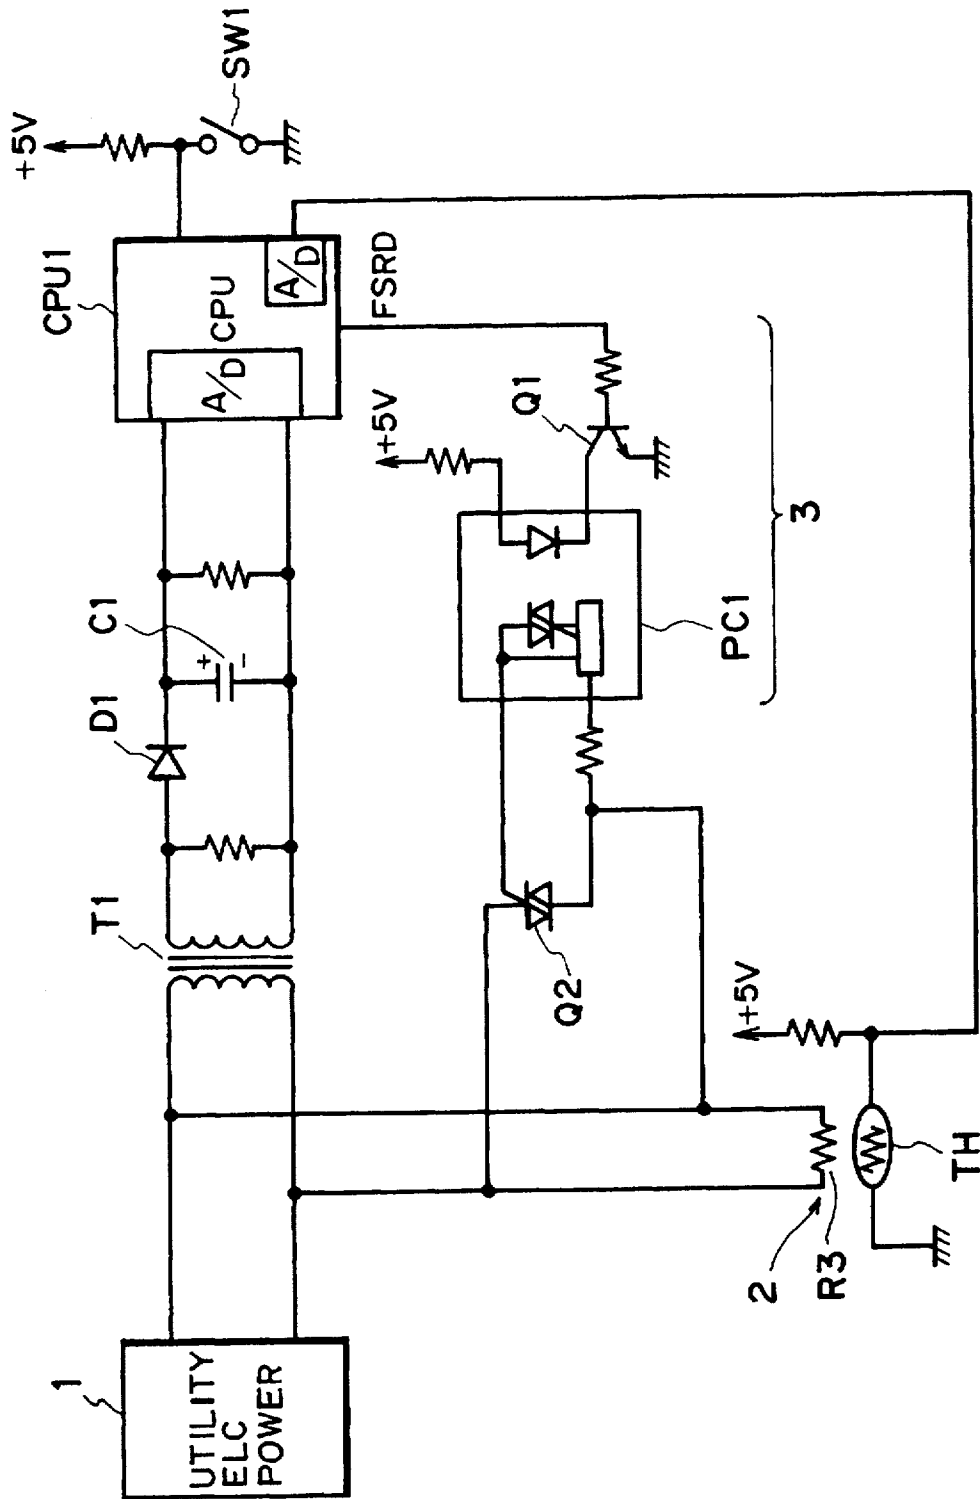 1
UTILITY
ELC
POWER
T1
D1
C1
+
-
A/D
CPU1
CPU
A/D
+5V
SW1
FSRD
Q2
PC1
+5V
Q1
3
2
R3
+5V
TH